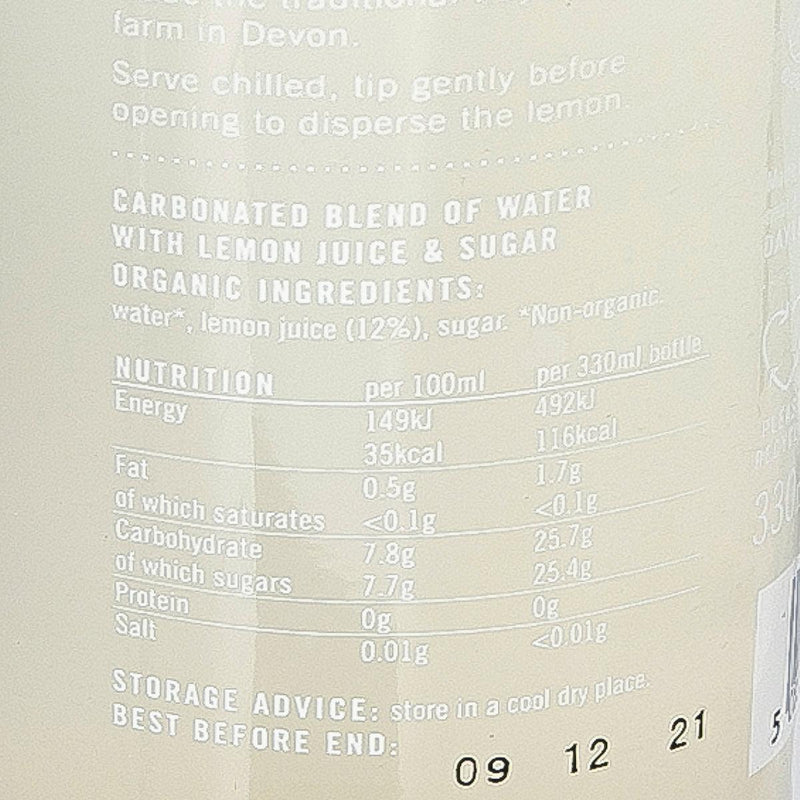 the traditional
farm in Devon.
Serve chilled, tip gently before
opening to disperse the lemon.
CARBONATED BLEND OF WATER
WITH LEMON JUICE & SUGAR
ORGANIC INGREDIENTS:
water*, lemon juice (12%), sugar. *Non-organic.
NUTRITION per 100ml per 330ml bottle
Energy 149kJ 492kJ
35kcal 116kcal
Fat 0.5g 1.7g
of which saturates <0.1g <0.1g
Carbohydrate 7.8g 25.7g
of which sugars 7.7g 25.4g
Protein 0g 0g
Salt 0.01g <0.01g
STORAGE ADVICE: store in a cool dry place.
BEST BEFORE END: 09 12 21
330
5